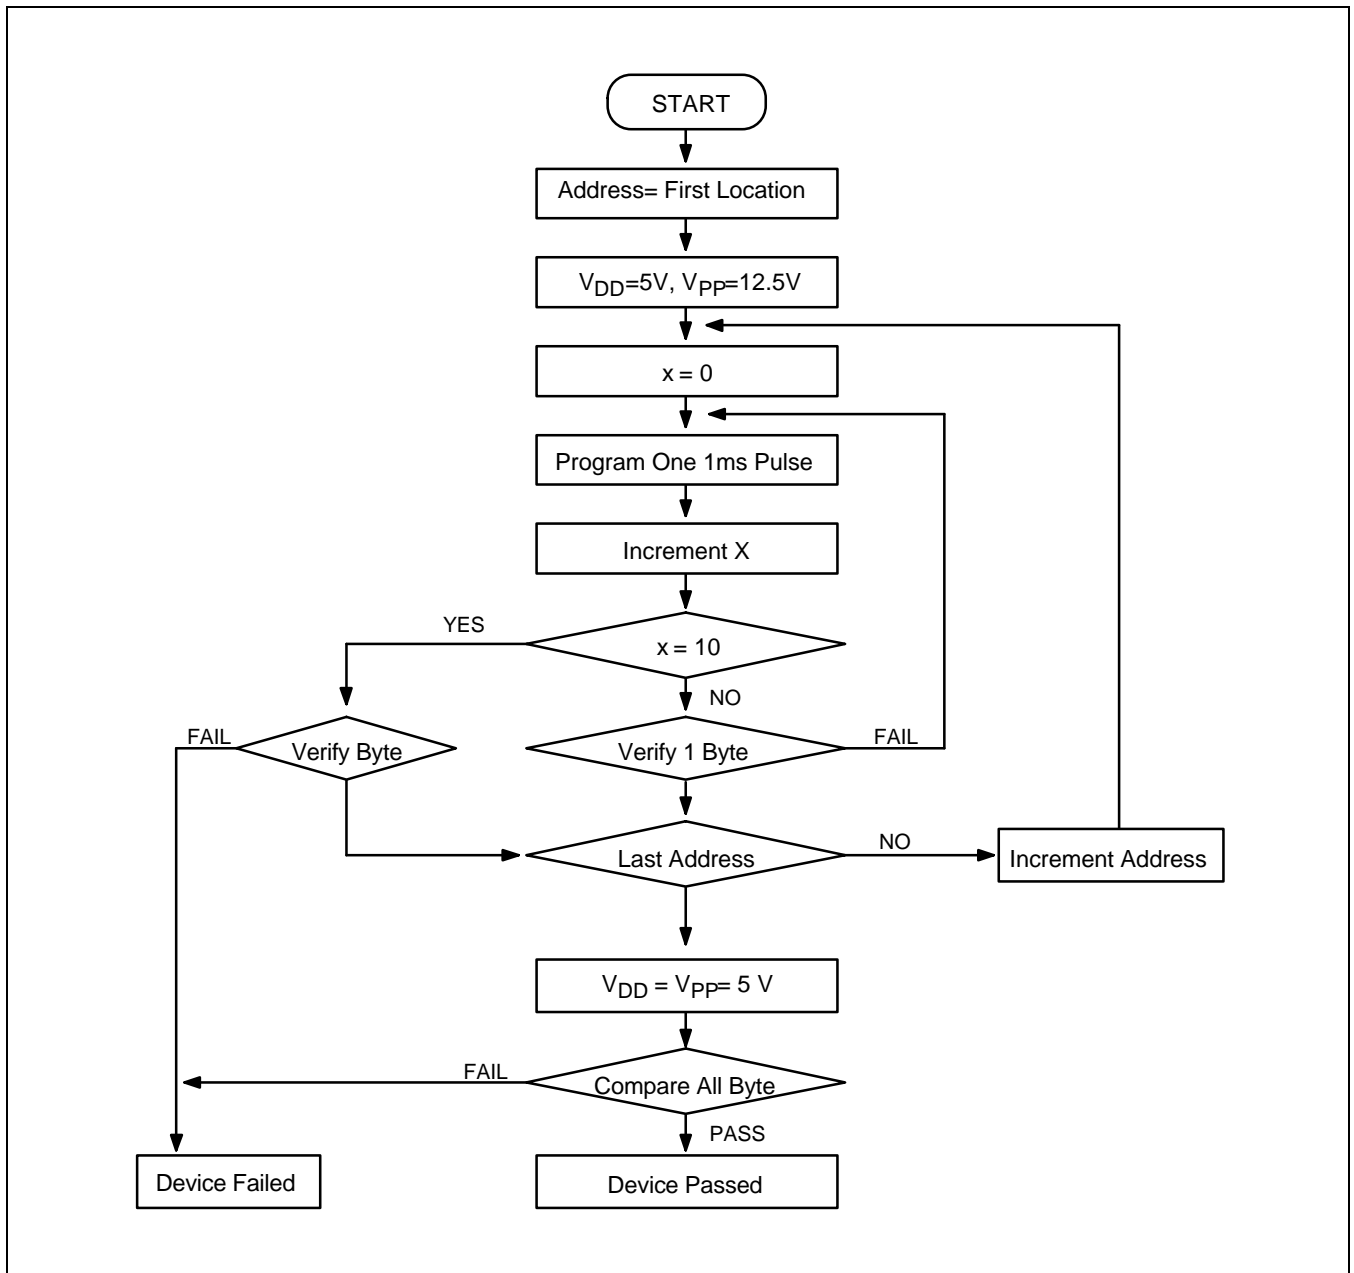 START
Address= First Location
VDD=5V, VPP=12.5V
x = 0
Program One 1ms Pulse
Increment X
YES
x = 10
NO
FAIL
Verify Byte
Verify 1 Byte
FAIL
Last Address
NO
Increment Address
VDD = VPP= 5 V
FAIL
Compare All Byte
PASS
Device Failed
Device Passed